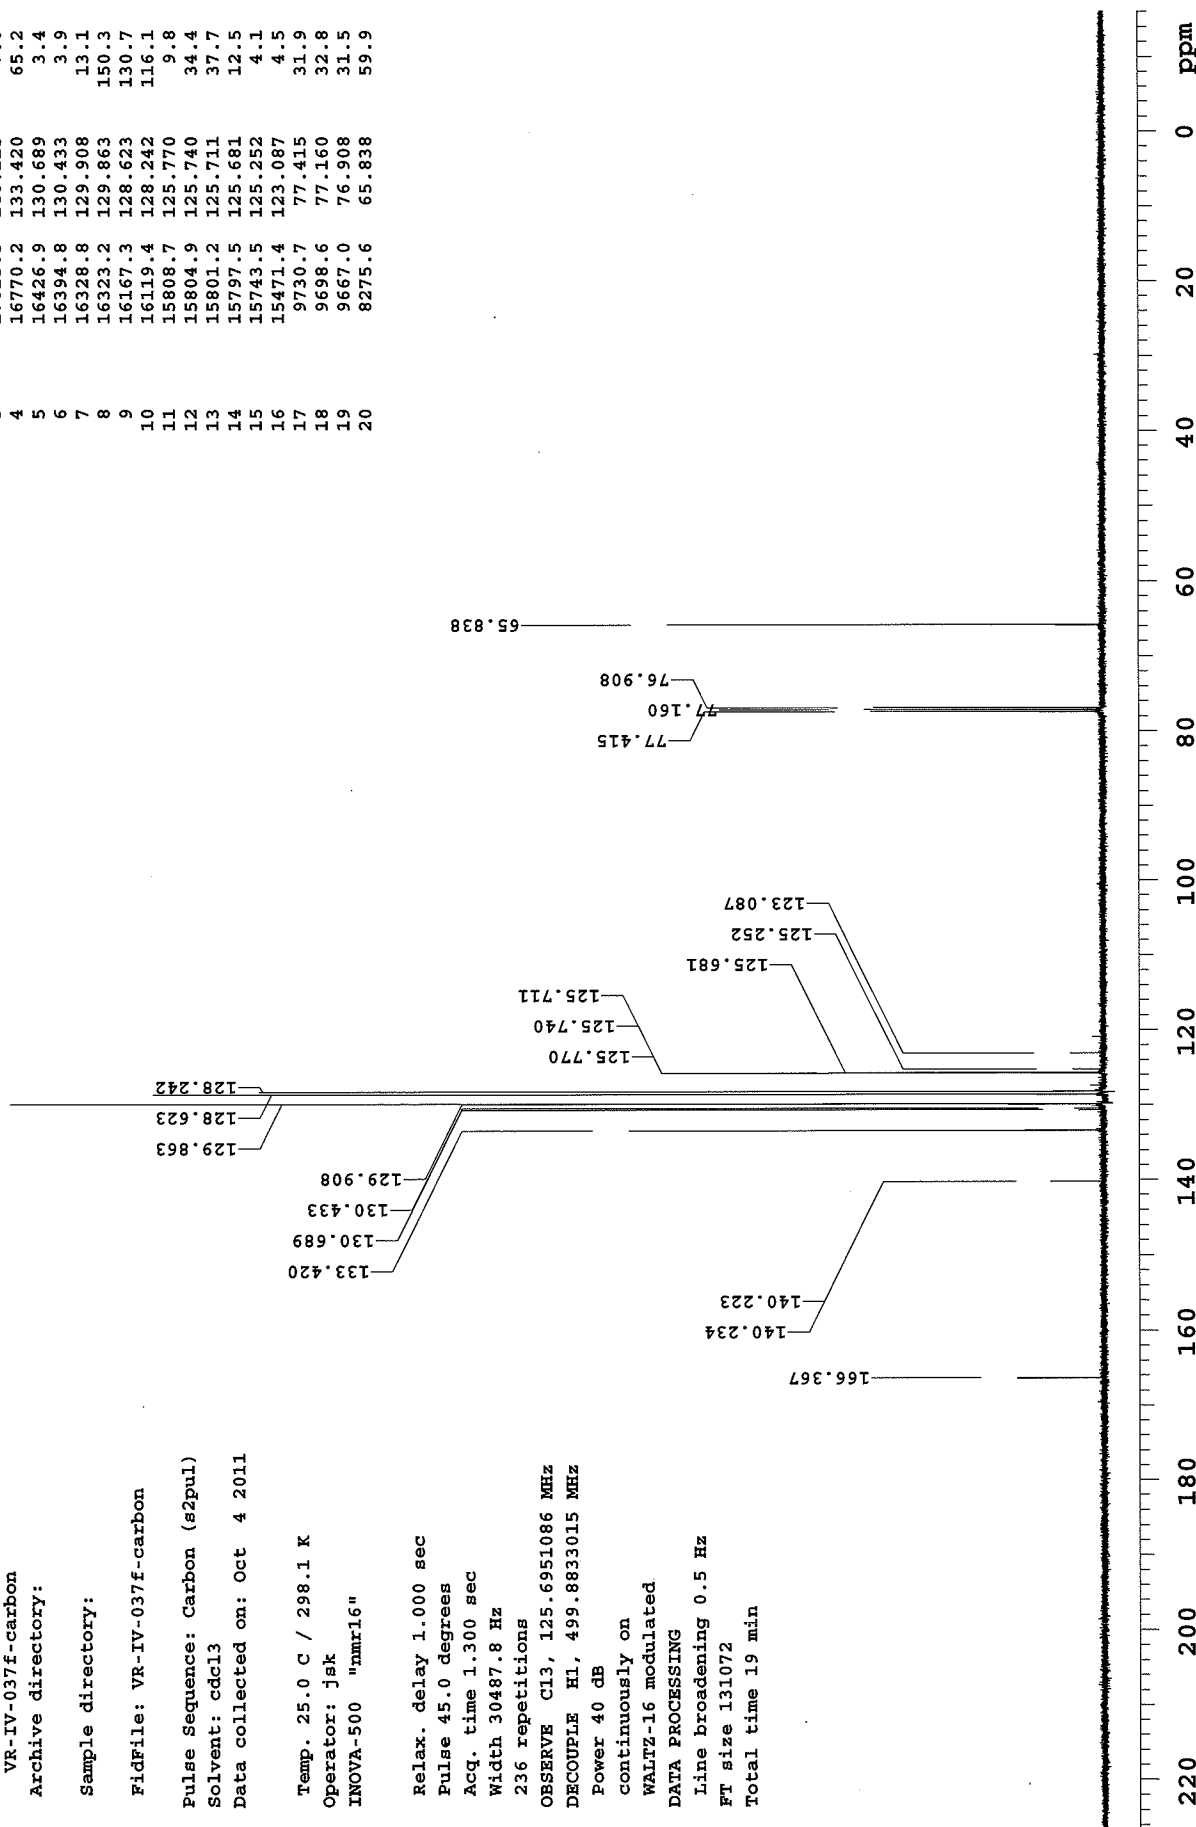 VR-IV-037f-carbon
Archive directory:
Sample directory:
FidFile: VR-IV-037f-carbon
Pulse Sequence: Carbon (s2pul)
Solvent: cdcl3
Data collected on: Oct 4 2011
Temp. 25.0 C / 298.1 K
Operator: jsk
INOVA-500 "nmr16"
Relax. delay 1.000 sec
Pulse 45.0 degrees
Acq. time 1.300 sec
Width 30487.8 Hz
236 repetitions
OBSERVE C13, 125.6951086 MHz
DECOUPLE H1, 499.8833015 MHz
Power 40 dB
continuously on
WALTZ-16 modulated
DATA PROCESSING
Line broadening 0.5 Hz
FT size 131072
Total time 19 min
4 16770.2 133.420 65.2
5 16426.9 130.689 3.4
6 16394.8 130.433 3.9
7 16328.8 129.908 13.1
8 16323.2 129.863 150.3
9 16167.3 128.623 130.7
10 16119.4 128.242 116.1
11 15808.7 125.770 9.8
12 15804.9 125.740 34.4
13 15801.2 125.711 37.7
14 15797.5 125.681 12.5
15 15743.5 125.252 4.1
16 15471.4 123.087 4.5
17 9730.7 77.415 31.9
18 9698.6 77.160 32.8
19 9667.0 76.908 31.5
20 8275.6 65.838 59.9
166.367
140.234
140.223
133.420
130.689
130.433
129.908
129.863
128.623
128.242
125.770
125.740
125.711
125.681
125.252
123.087
77.415
77.160
76.908
65.838
220 200 180 160 140 120 100 80 60 40 20 0 ppm